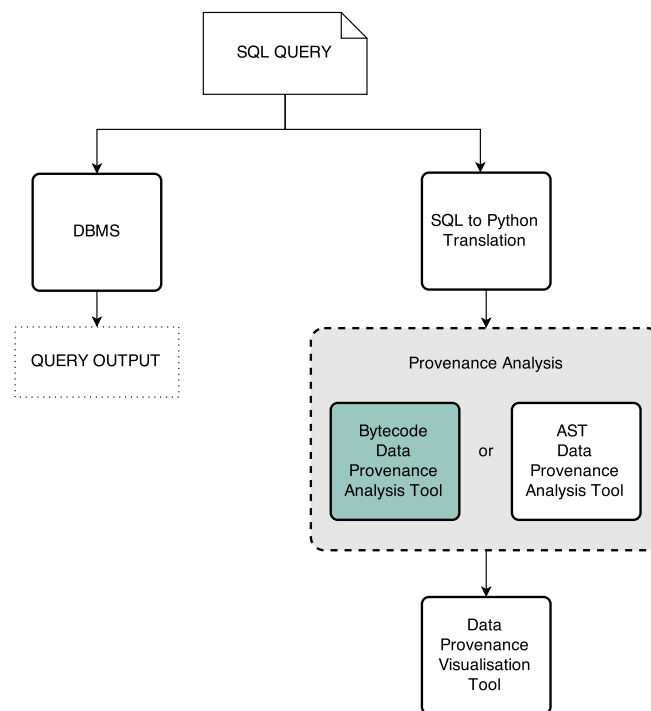 SQL QUERY
DBMS
SQL to Python
Translation
QUERY OUTPUT
Provenance Analysis
Bytecode
Data
Provenance
Analysis Tool
or
AST
Data
Provenance
Analysis Tool
Data
Provenance
Visualisation
Tool